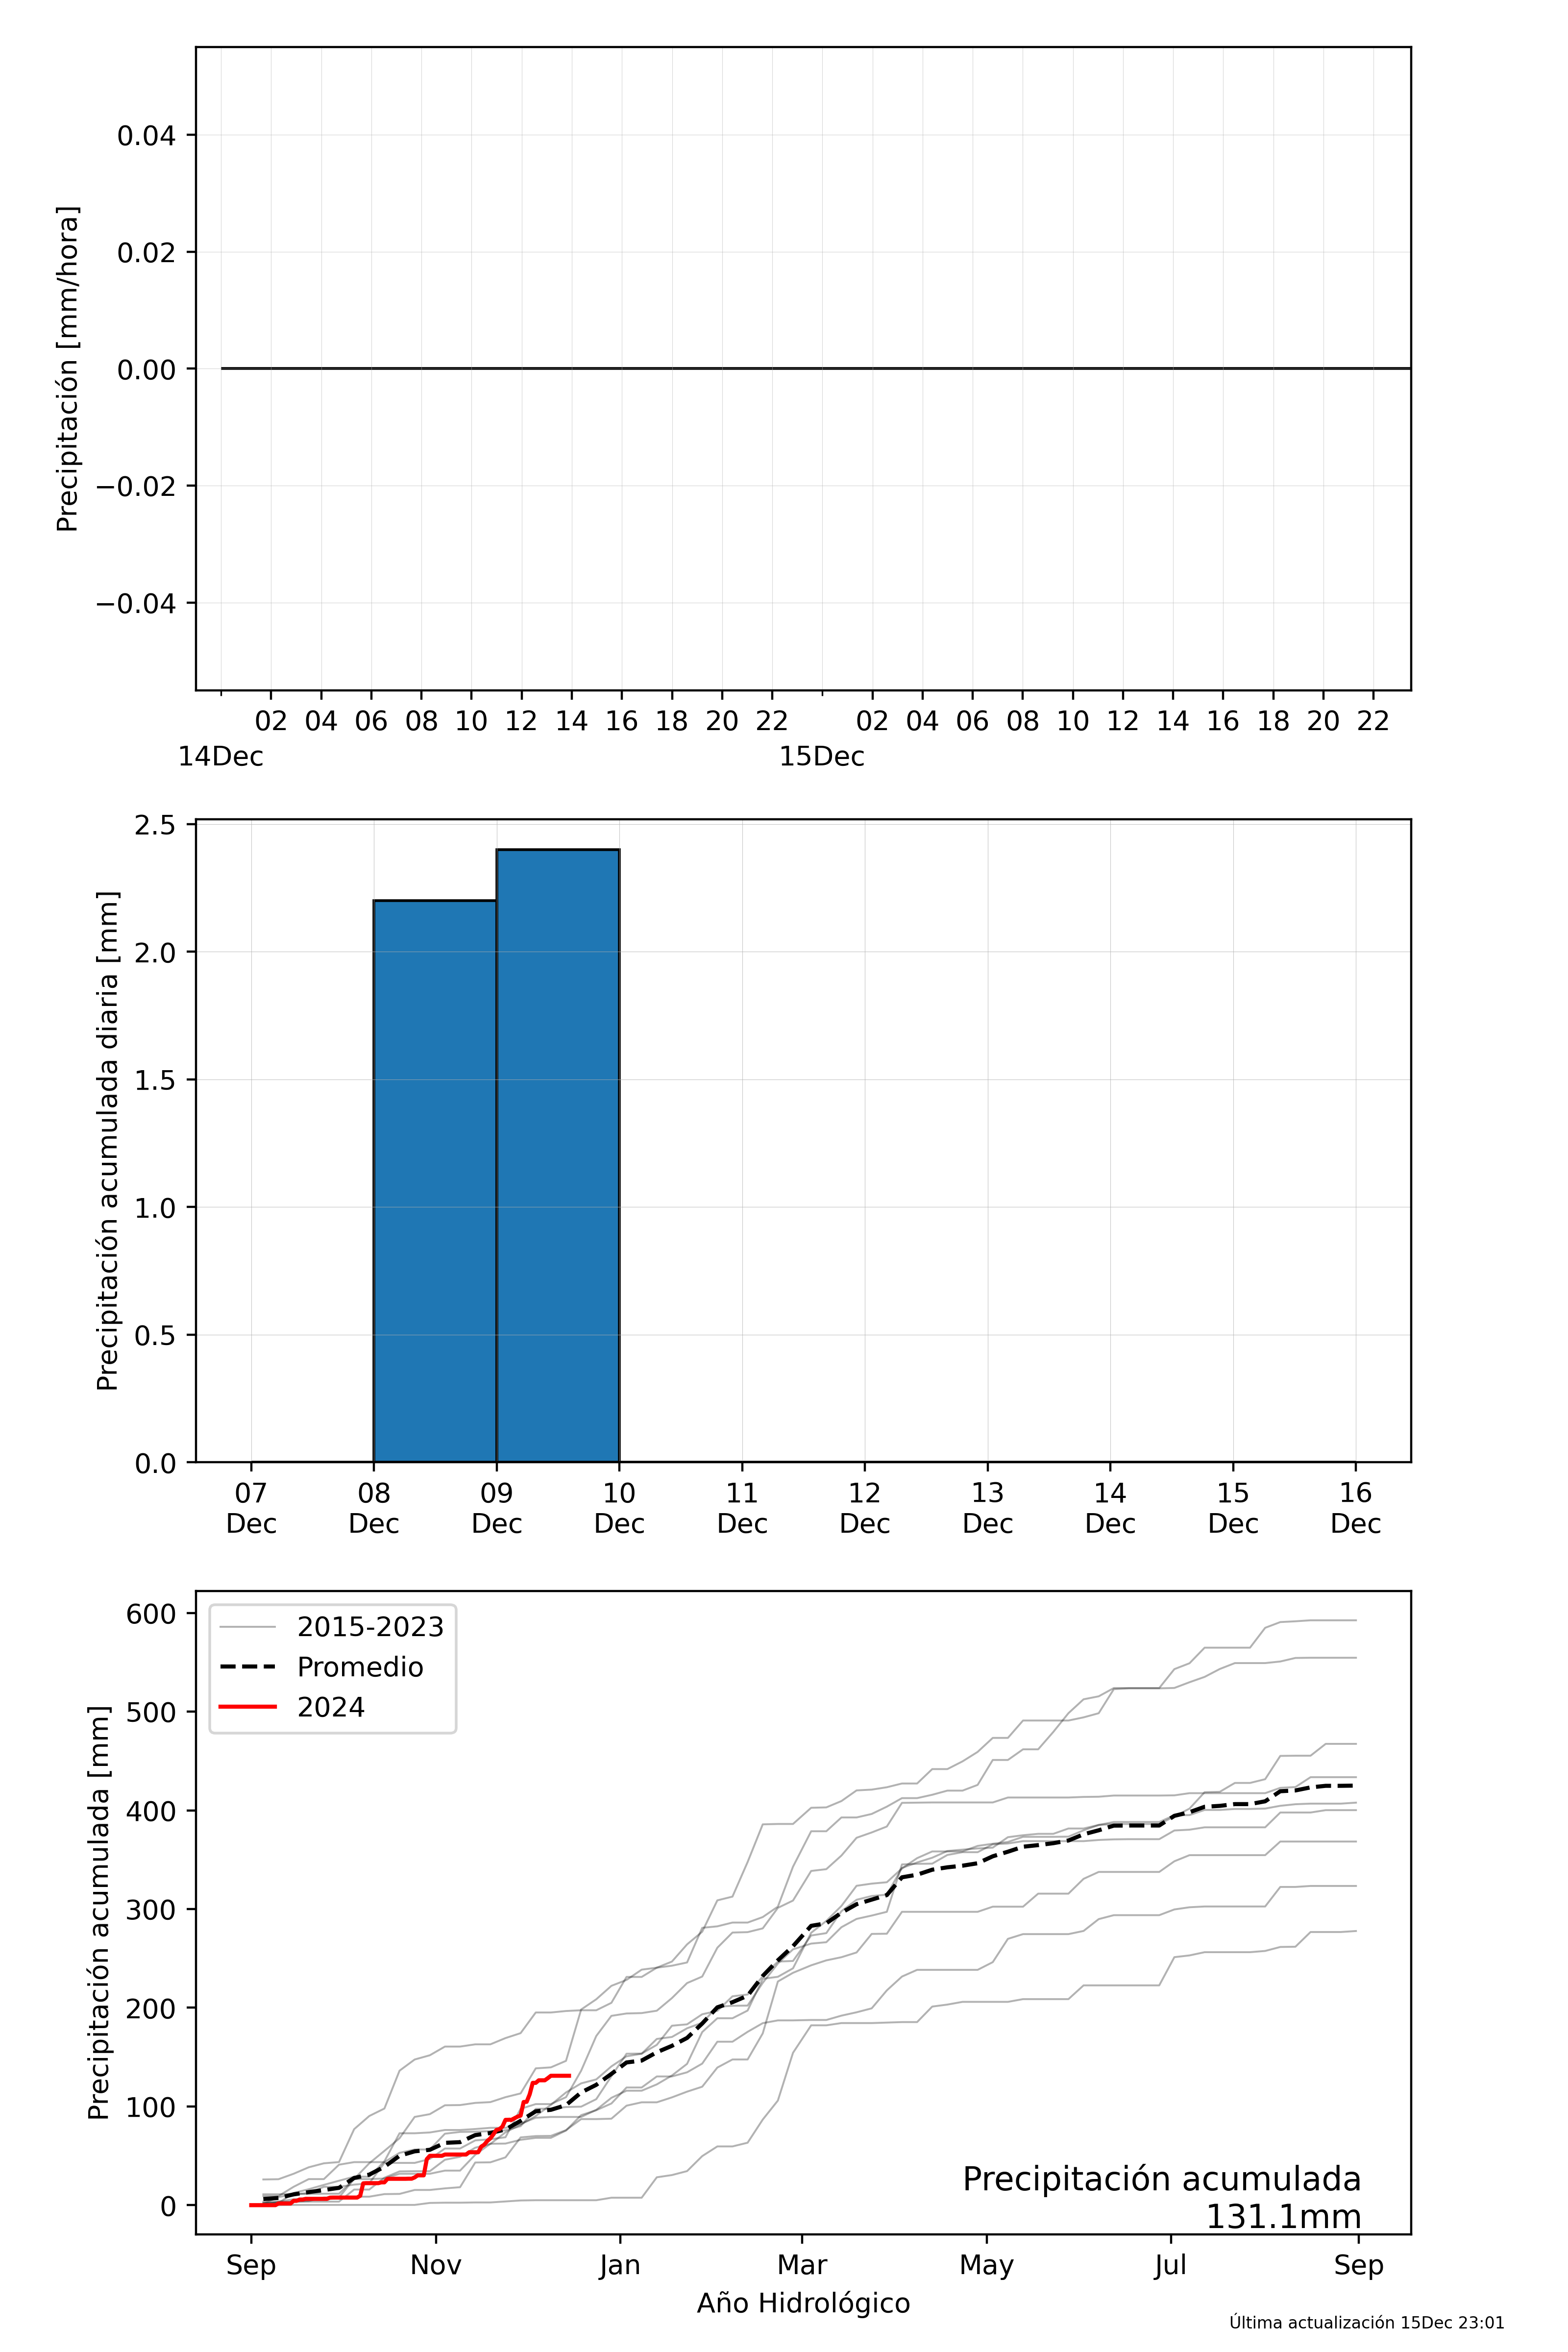 Precipitación [mm/hora]
0.04
0.02
0.00
−0.02
−0.04
02 04 06 08 10 12 14 16 18 20 22 02 04 06 08 10 12 14 16 18 20 22
14Dec 15Dec
Precipitación acumulada diaria [mm]
2.5
2.0
1.5
1.0
0.5
0.0
07 08 09 10 11 12 13 14 15 16
Dec Dec Dec Dec Dec Dec Dec Dec Dec Dec
Precipitación acumulada [mm]
600
500
400
300
200
100
0
2015-2023
Promedio
2024
Precipitación acumulada
131.1mm
Sep Nov Jan Mar May Jul Sep
Año Hidrológico
Última actualización 15Dec 23:01